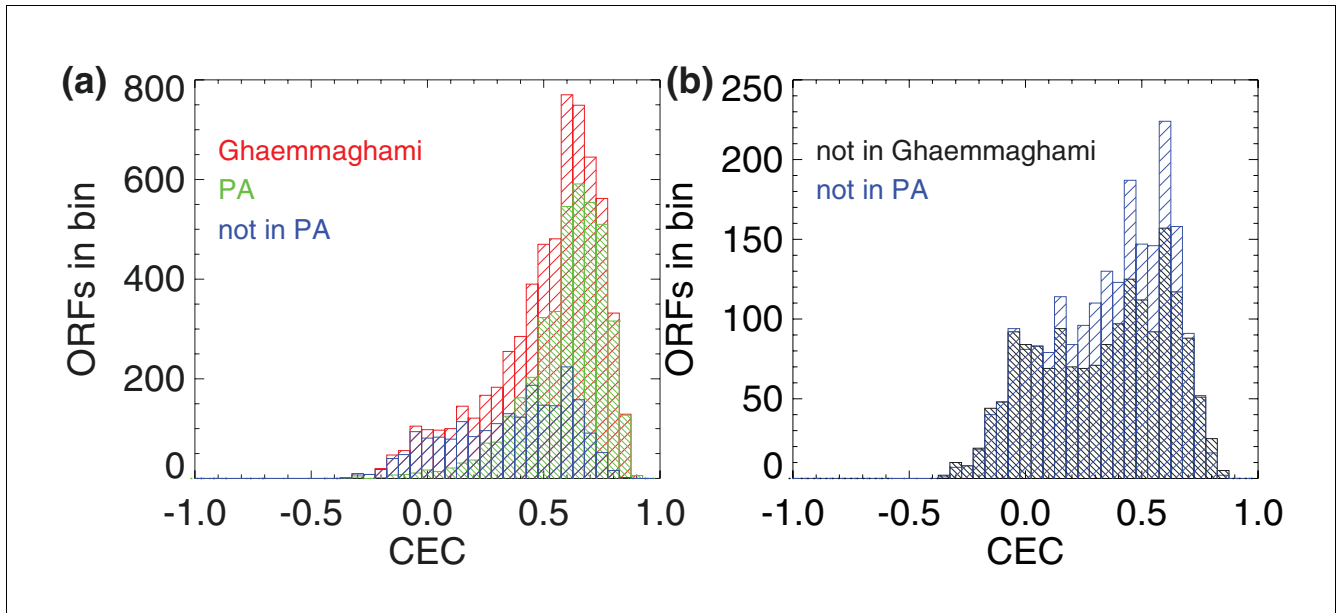 (a)
800
600
400
200
0
ORFs in bin
Ghaemmaghami
PA
not in PA
-1.0 -0.5 0.0 0.5 1.0
CEC
(b)
250
200
150
100
50
0
ORFs in bin
not in Ghaemmaghami
not in PA
-1.0 -0.5 0.0 0.5 1.0
CEC